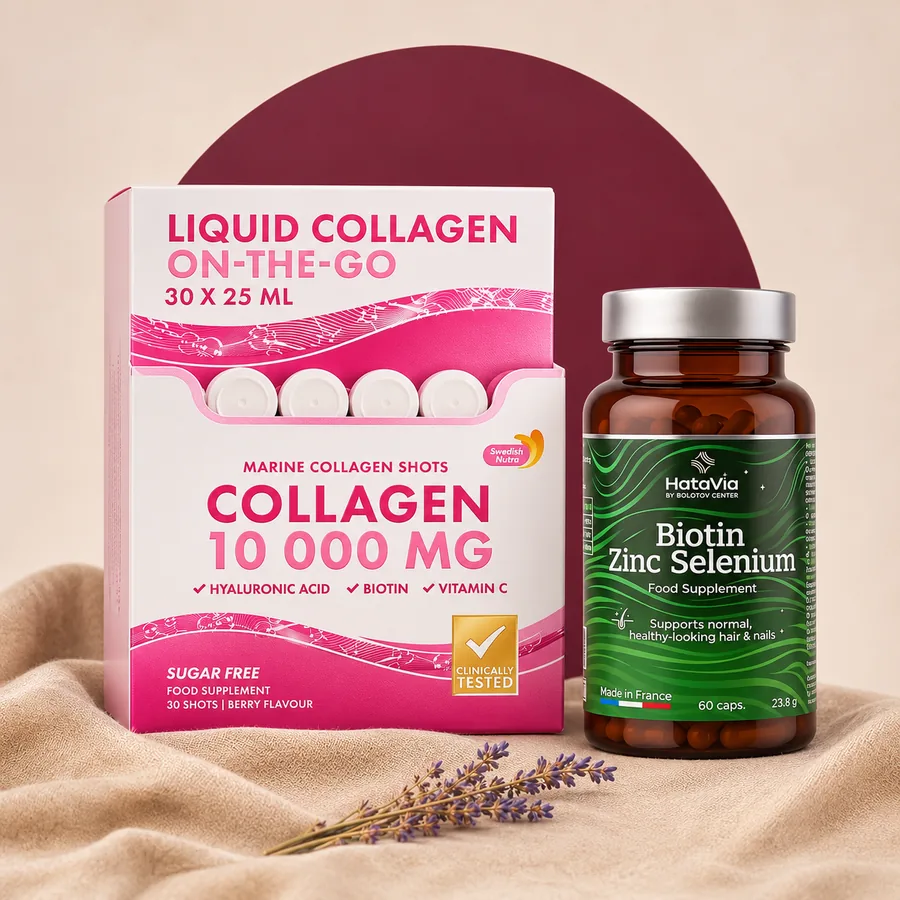 LIQUID COLLAGEN
ON-THE-GO
30 X 25 ML
Swedish
Nutra
MARINE COLLAGEN SHOTS
COLLAGEN
10 000 MG
✓ HYALURONIC ACID ✓ BIOTIN ✓ VITAMIN C
CLINICALLY
TESTED
SUGAR FREE
FOOD SUPPLEMENT
30 SHOTS | BERRY FLAVOUR
HataVia
BY BOLOTOV CENTER
Biotin
Zinc Selenium
Food Supplement
Supports normal,
healthy-looking hair & nails
Made in France
60 caps.
23.8 g